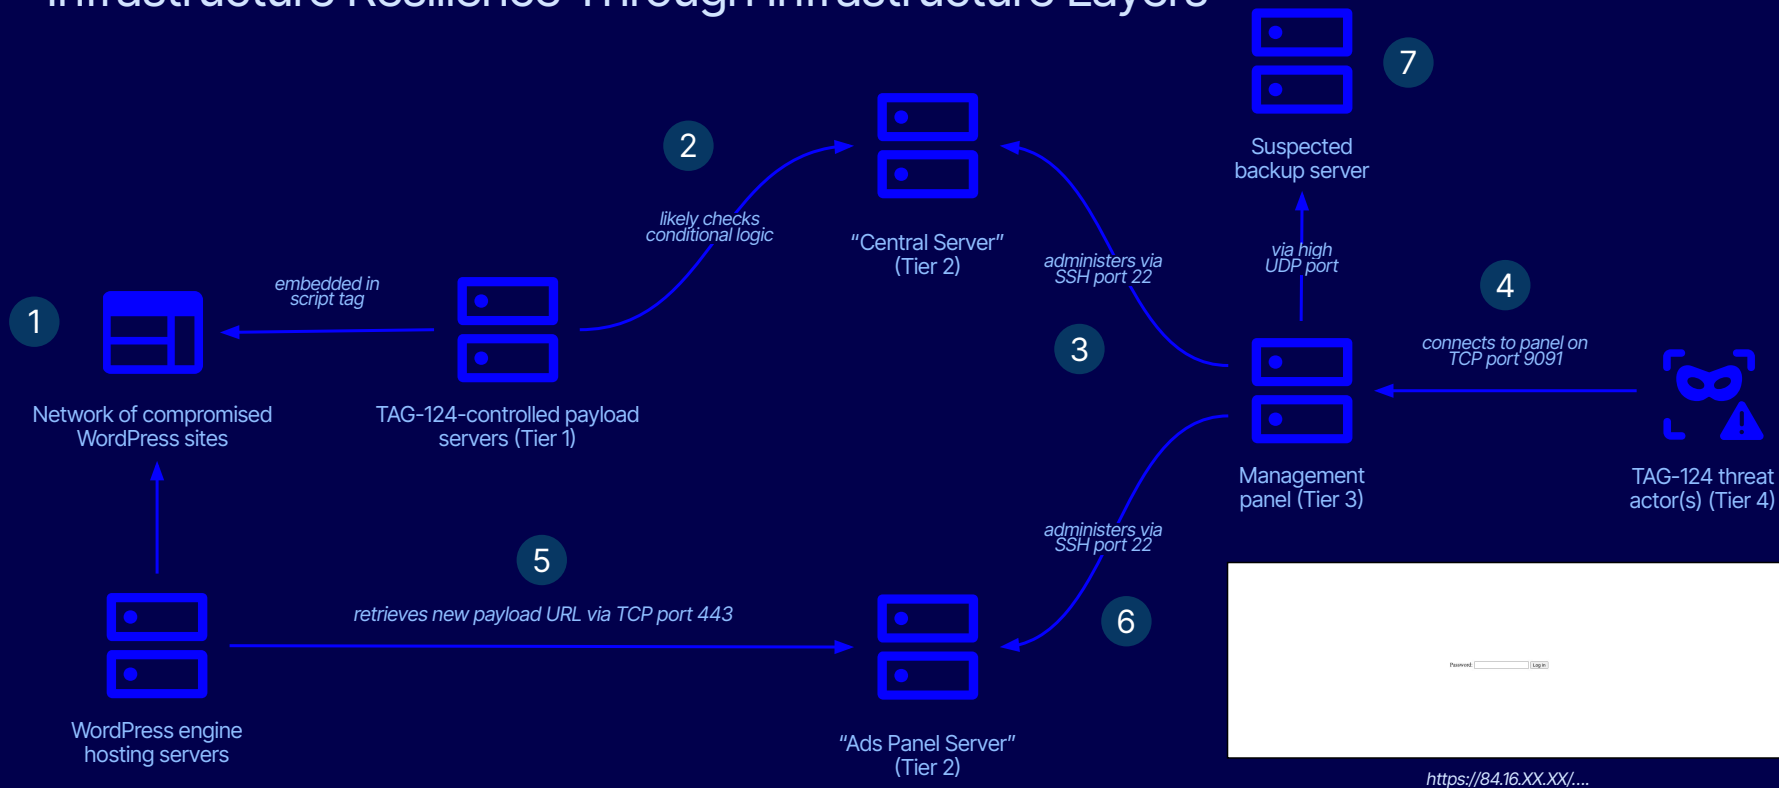 Infrastructure Resilience Through Infrastructure Layers
7
2
Suspected
backup server
likely checks
conditional logic
"Central Server"
(Tier 2)
administers via
SSH port 22
via high
UDP port
4
embedded in
script tag
1
3
connects to panel on
TCP port 9091
Network of compromised
WordPress sites
TAG-124-controlled payload
servers (Tier 1)
Management
panel (Tier 3)
TAG-124 threat
actor(s) (Tier 4)
administers via
SSH port 22
5
retrieves new payload URL via TCP port 443
6
Password:
Log in
WordPress engine
hosting servers
"Ads Panel Server"
(Tier 2)
https://84.16.XX.XX/....